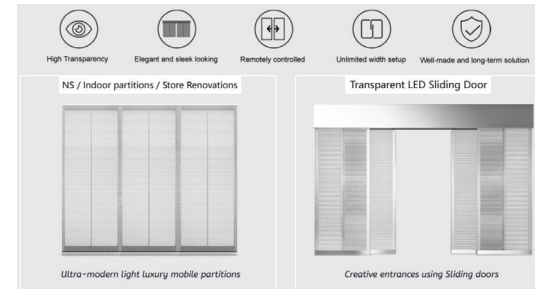 High Transparency
Elegant and sleek looking
Remotely controlled
Unlimited width setup
Well-made and long-term solution
NS / Indoor partitions / Store Renovations
Transparent LED Sliding Door
Ultra-modern light luxury mobile partitions
Creative entrances using Sliding doors